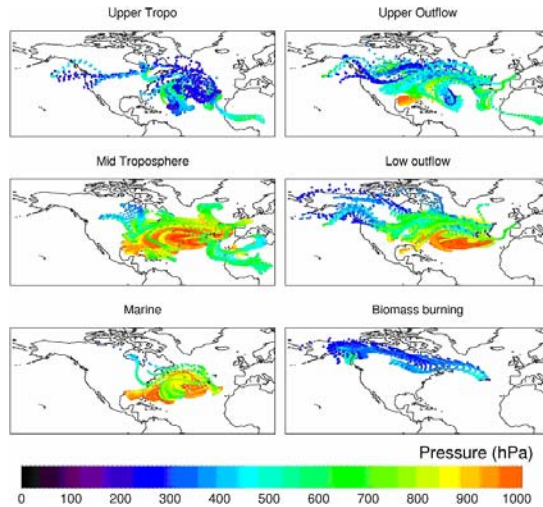 Upper Tropo
Upper Outflow
Mid Troposphere
Low outflow
Marine
Biomass burning
Pressure (hPa)
0 100 200 300 400 500 600 700 800 900 1000